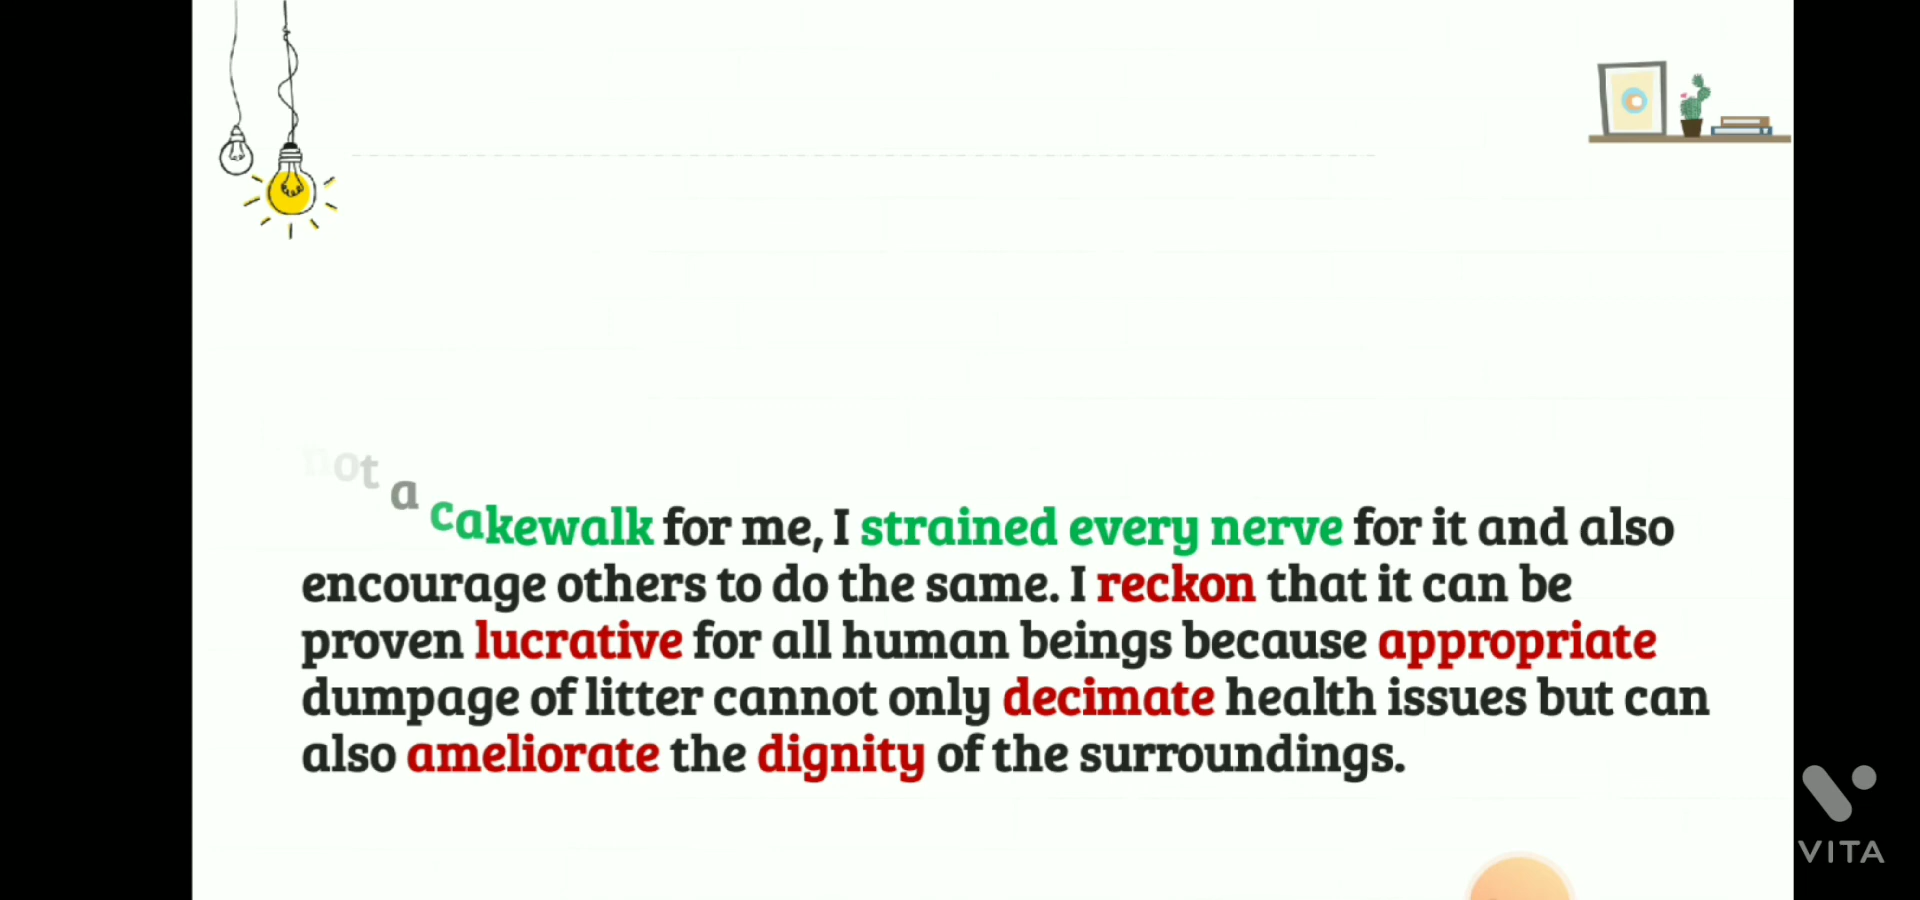 not a cakewalk for me, I strained every nerve for it and also
encourage others to do the same. I reckon that it can be
proven lucrative for all human beings because appropriate
dumpage of litter cannot only decimate health issues but can
also ameliorate the dignity of the surroundings.
VITA